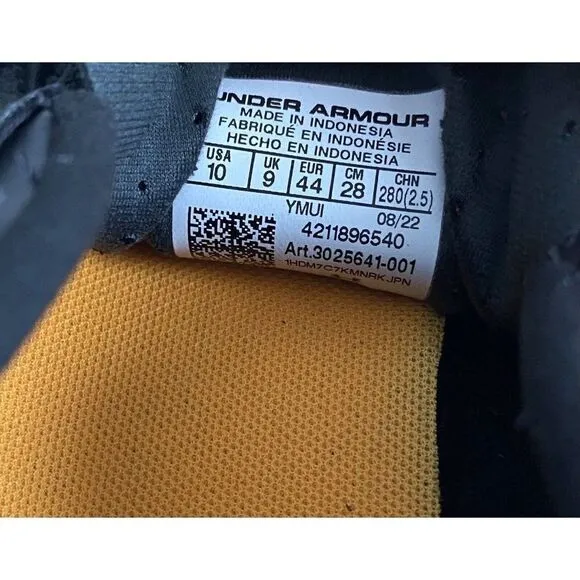 UNDER ARMOUR
MADE IN INDONESIA
FABRIQUÉ EN INDONÉSIE
HECHO EN INDONESIA
USA UK EUR CM CHN
10 9 44 28 280(2.5)
YMUI 08/22
4211896540
Art.3025641-001
1HDM7C7KMNRKJPN